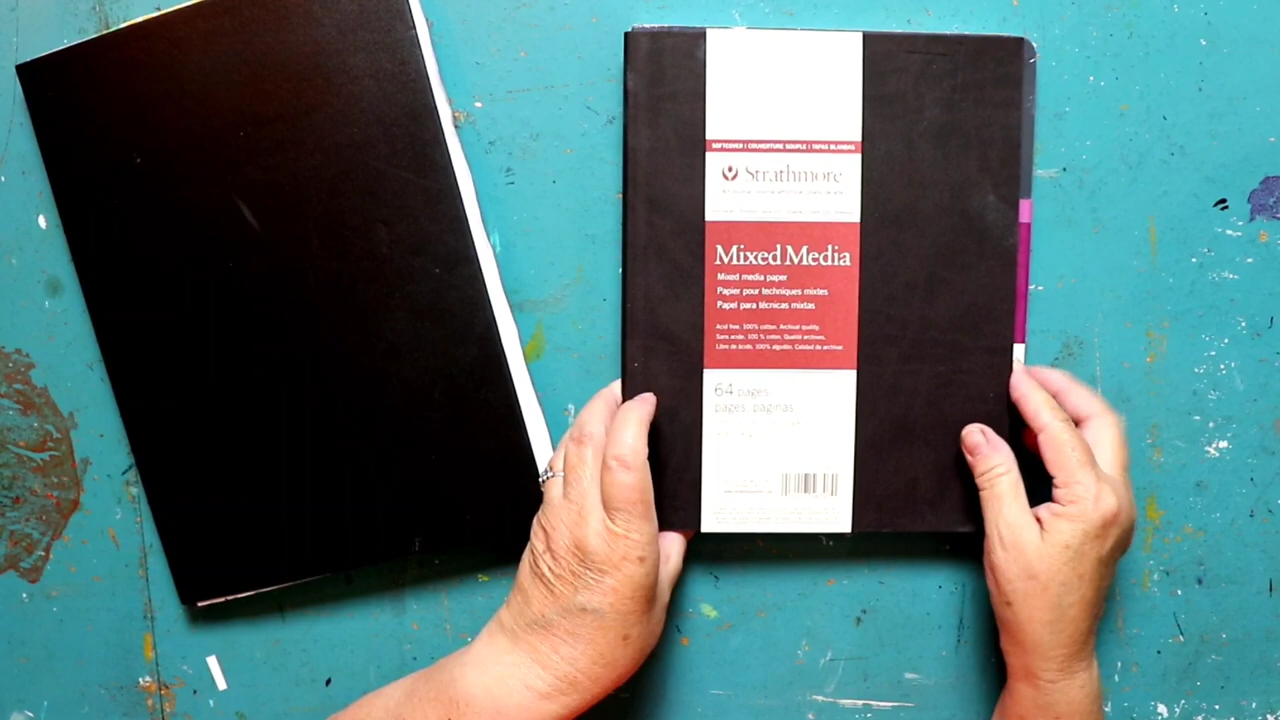 SOFTCOVER | COUVERTURE SOUPLE | TAPAS BLANDAS
Strathmore
Mixed Media
Mixed media paper
Papier pour techniques mixtes
Papel para técnicas mixtas
Acid free. 100% cotton. Archival quality.
Sans acide. 100 % coton. Qualité archives.
Libre de ácido. 100% algodón. Calidad de archivo.
64 pages
pages páginas